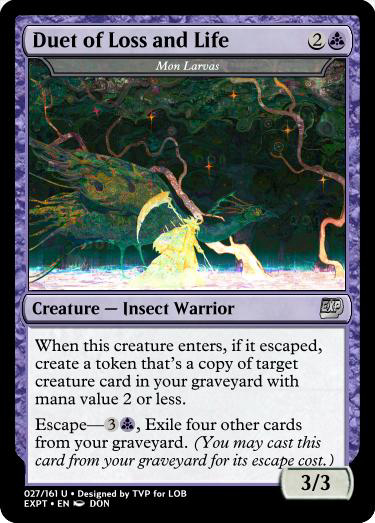 Duet of Loss and Life 2
Mon Larvas
Creature — Insect Warrior EXP
When this creature enters, if it escaped,
create a token that's a copy of target
creature card in your graveyard with
mana value 2 or less.
Escape—3, Exile four other cards
from your graveyard. (You may cast this
card from your graveyard for its escape cost.)
3/3
027/161 U • Designed by TVP for LOB
EXPT • EN DON